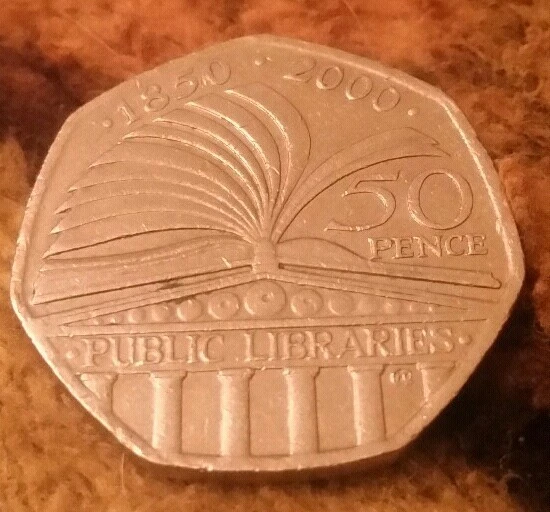 ·1850 · 2000·
50
PENCE
·PUBLIC LIBRARIES·